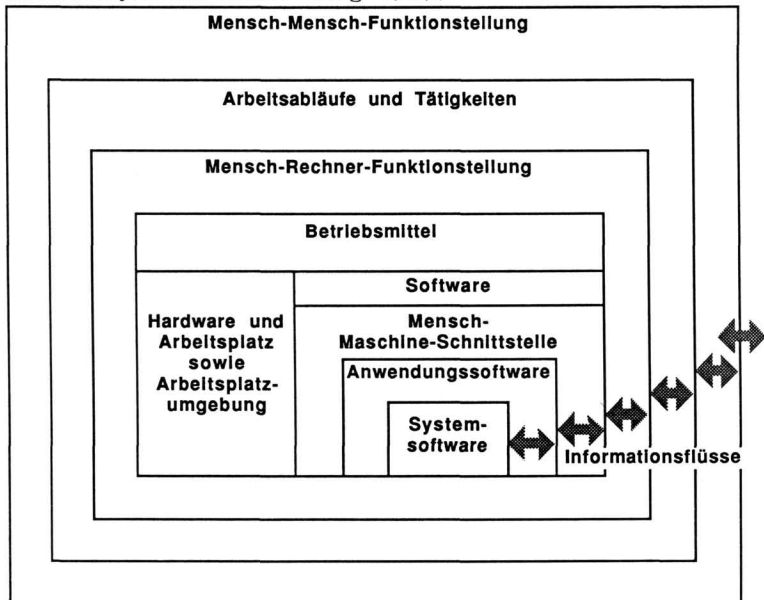 Mensch-Mensch-Funktionstellung
Arbeitsabläufe und Tätigkeiten
Mensch-Rechner-Funktionstellung
Betriebsmittel
Software
Hardware und
Arbeitsplatz
sowie
Arbeitsplatz-
umgebung
Mensch-
Maschine-Schnittstelle
Anwendungssoftware
System-
software
Informationsflüsse